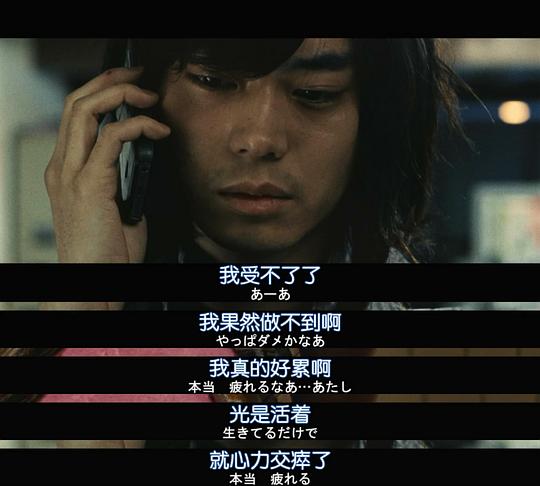 我受不了了
あーあ
我果然做不到啊
やっぱダメかなあ
我真的好累啊
本当　疲れるなあ…あたし
光是活着
生きてるだけで
就心力交瘁了
本当　疲れる